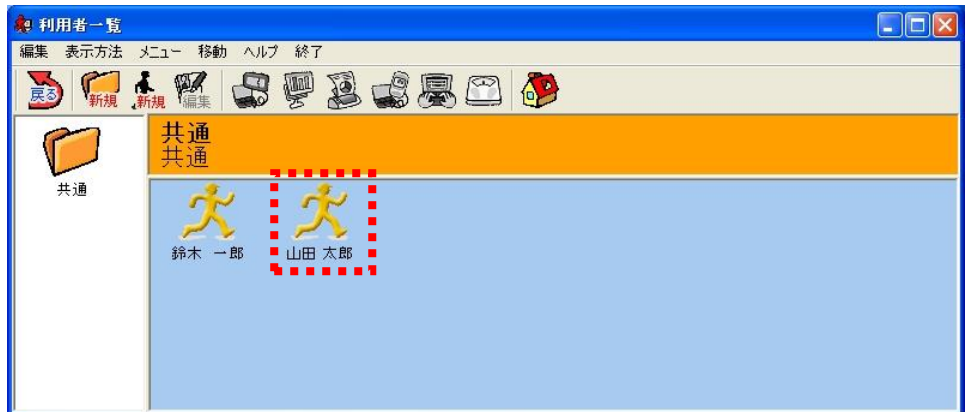 利用者一覧
編集 表示方法 メニュー 移動 ヘルプ 終了
戻る 新規 新規 編集
共通
共通
共通
鈴木 一郎 山田 太郎